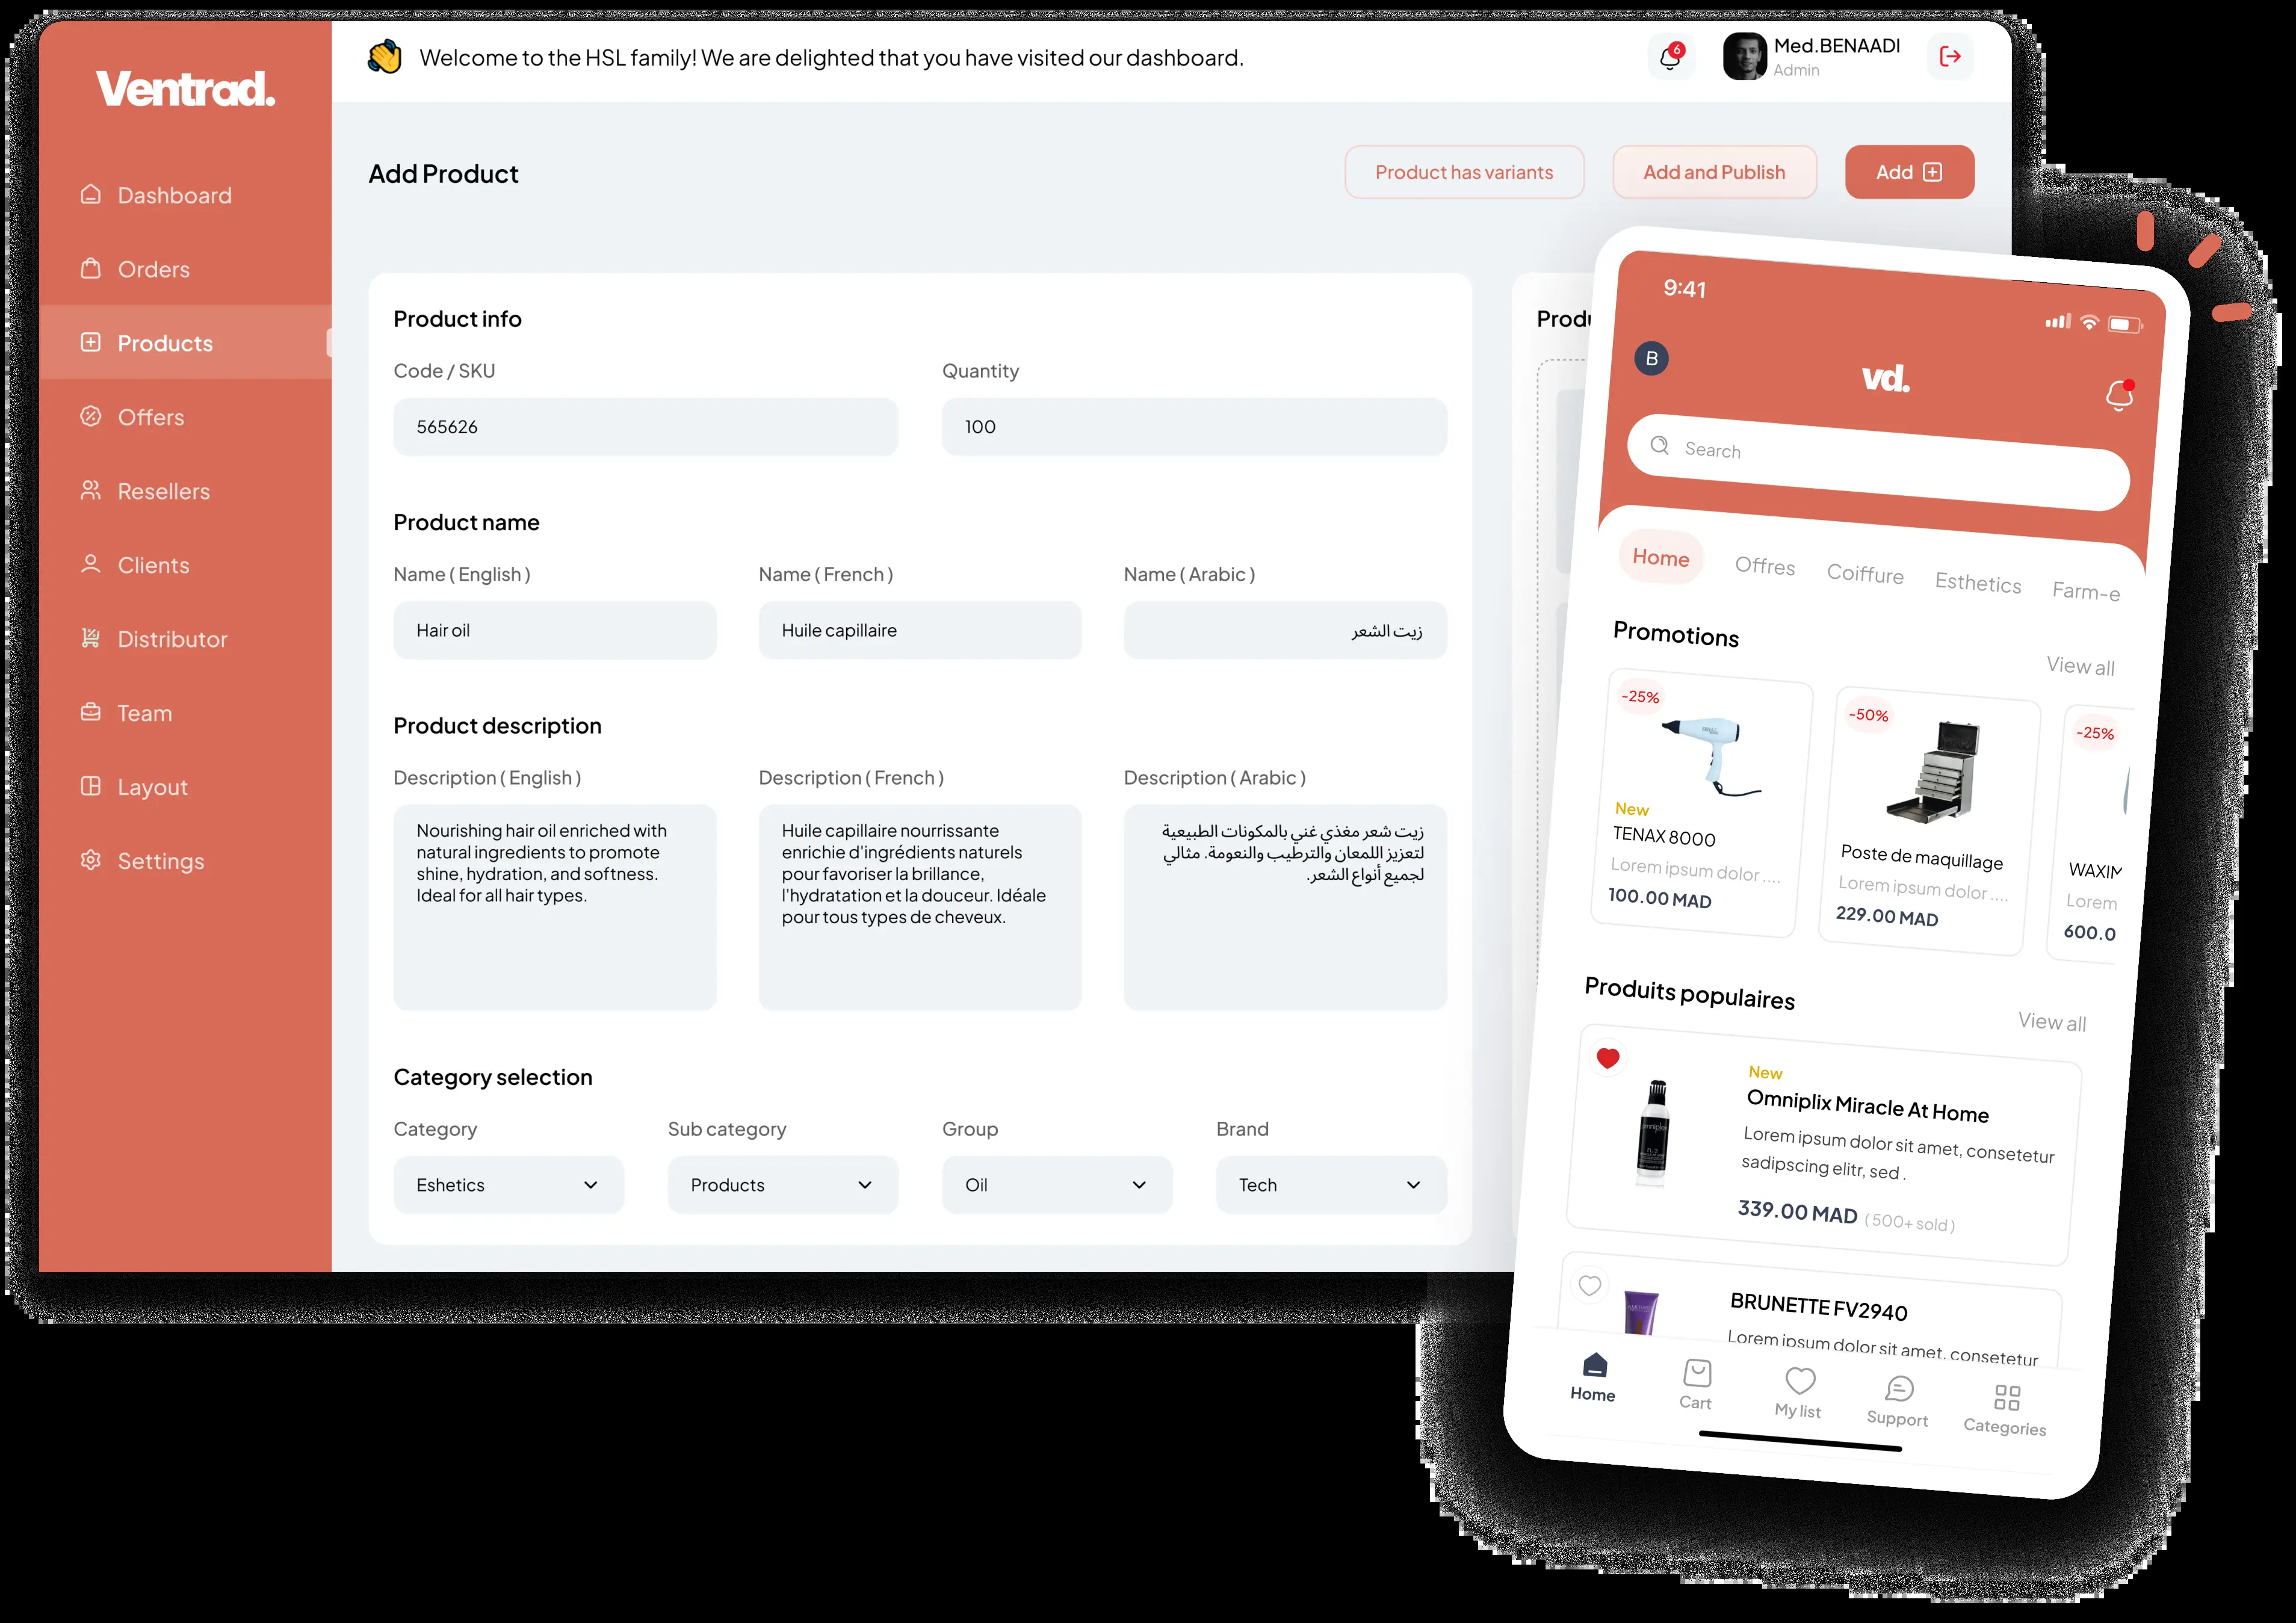 Ventrad.
Dashboard
Orders
Products
Offers
Resellers
Clients
Distributor
Team
Layout
Settings
Welcome to the HSL family! We are delighted that you have visited our dashboard.
6
Med.BENAADI
Admin
Add Product
Product has variants
Add and Publish
Add
Product info
Code / SKU
Quantity
565626
100
Product name
Name ( English )
Name ( French )
Name ( Arabic )
Hair oil
Huile capillaire
زيت الشعر
Product description
Description ( English )
Nourishing hair oil enriched with
natural ingredients to promote
shine, hydration, and softness.
Ideal for all hair types.
Description ( French )
Huile capillaire nourrissante
enrichie d'ingrédients naturels
pour favoriser la brillance,
l'hydratation et la douceur. Idéale
pour tous types de cheveux.
Description ( Arabic )
زيت شعر مغذي غني بالمكونات الطبيعية
لتعزيز اللمعان والترطيب والنعومة. مثالي
لجميع أنواع الشعر.
Category selection
Category
Sub category
Group
Brand
Eshetics
Products
Oil
Tech
Produ
9:41
B
vd.
Search
Home
Offres
Coiffure
Esthetics
Farm-e
Promotions
View all
-25%
New
TENAX 8000
Lorem ipsum dolor ....
100.00 MAD
-50%
Poste de maquillage
Lorem ipsum dolor ....
229.00 MAD
-25%
WAXIM
Lorem
600.0
Produits populaires
View all
New
Omniplix Miracle At Home
Lorem ipsum dolor sit amet, consetetur
sadipscing elitr, sed .
339.00 MAD ( 500+ sold )
BRUNETTE FV2940
Lorem ipsum dolor sit amet, consetetur
Home
Cart
My list
Support
Categories